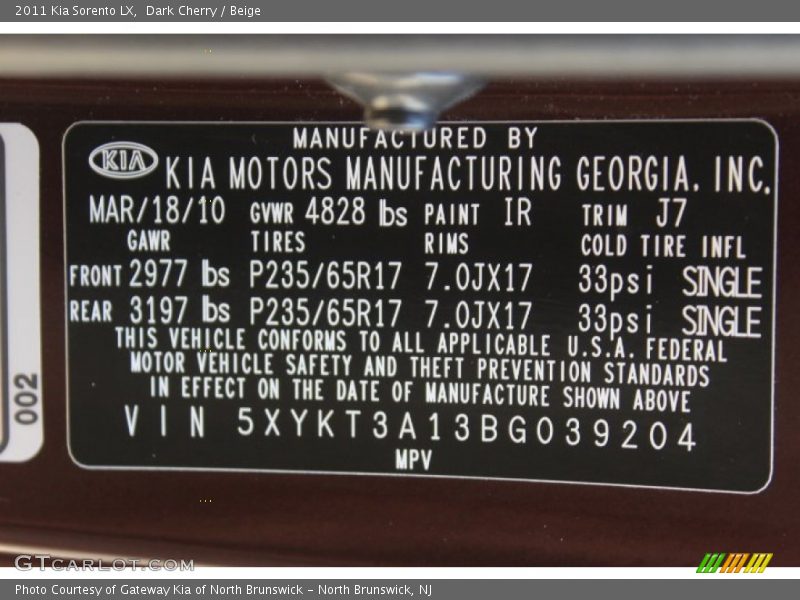 2011 Kia Sorento LX,  Dark Cherry / Beige
MANUFACTURED BY
KIA KIA MOTORS MANUFACTURING GEORGIA, INC.
MAR/18/10 GVWR 4828 lbs PAINT IR TRIM J7
GAWR TIRES RIMS COLD TIRE INFL
FRONT 2977 lbs P235/65R17 7.0JX17 33psi SINGLE
REAR 3197 lbs P235/65R17 7.0JX17 33psi SINGLE
THIS VEHICLE CONFORMS TO ALL APPLICABLE U.S.A. FEDERAL
MOTOR VEHICLE SAFETY AND THEFT PREVENTION STANDARDS
IN EFFECT ON THE DATE OF MANUFACTURE SHOWN ABOVE
VIN 5XYKT3A13BG039204
MPV
002
GTCARLOT.COM
Photo Courtesy of Gateway Kia of North Brunswick - North Brunswick, NJ